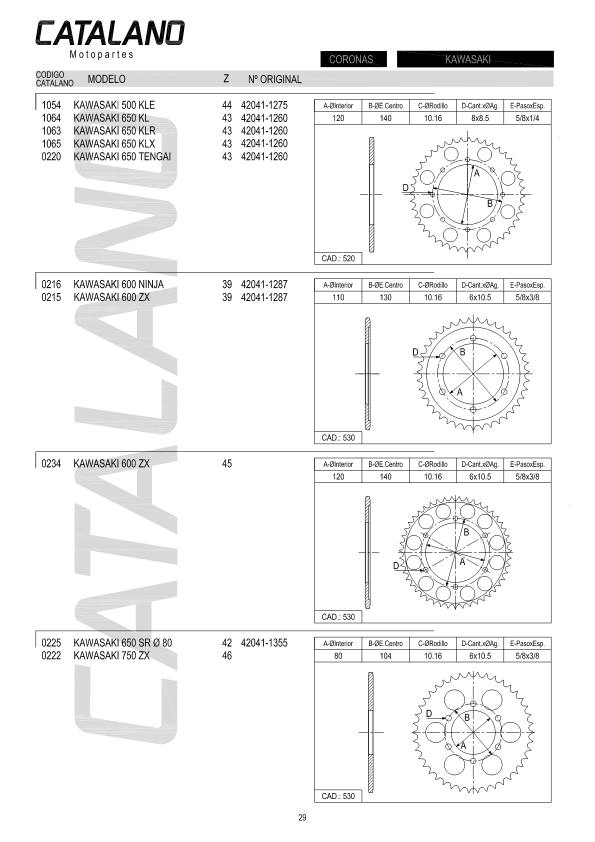 CATALANO
Motopartes
CORONAS KAWASAKI
CODIGO CATALANO MODELO Z Nº ORIGINAL
1054 KAWASAKI 500 KLE 44 42041-1275
1064 KAWASAKI 650 KL 43 42041-1260
1063 KAWASAKI 650 KLR 43 42041-1260
1065 KAWASAKI 650 KLX 43 42041-1260
0220 KAWASAKI 650 TENGAI 43 42041-1260
A-ØInterior B-ØE.Centro C-ØRodillo D-Cant.xØAg. E-PasoxEsp.
120 140 10.16 8x8.5 5/8x1/4
A
D
B
CAD.: 520
0216 KAWASAKI 600 NINJA 39 42041-1287
0215 KAWASAKI 600 ZX 39 42041-1287
A-ØInterior B-ØE.Centro C-ØRodillo D-Cant.xØAg. E-PasoxEsp.
110 130 10.16 6x10.5 5/8x3/8
D B
A
CAD.: 530
0234 KAWASAKI 600 ZX 45
A-ØInterior B-ØE.Centro C-ØRodillo D-Cant.xØAg. E-PasoxEsp.
120 140 10.16 6x10.5 5/8x3/8
B
A
D
CAD.: 530
0225 KAWASAKI 650 SR Ø 80 42 42041-1355
0222 KAWASAKI 750 ZX 46
A-ØInterior B-ØE.Centro C-ØRodillo D-Cant.xØAg. E-PasoxEsp.
80 104 10.16 6x10.5 5/8x3/8
D B
A
CAD.: 530
CATALANO
29